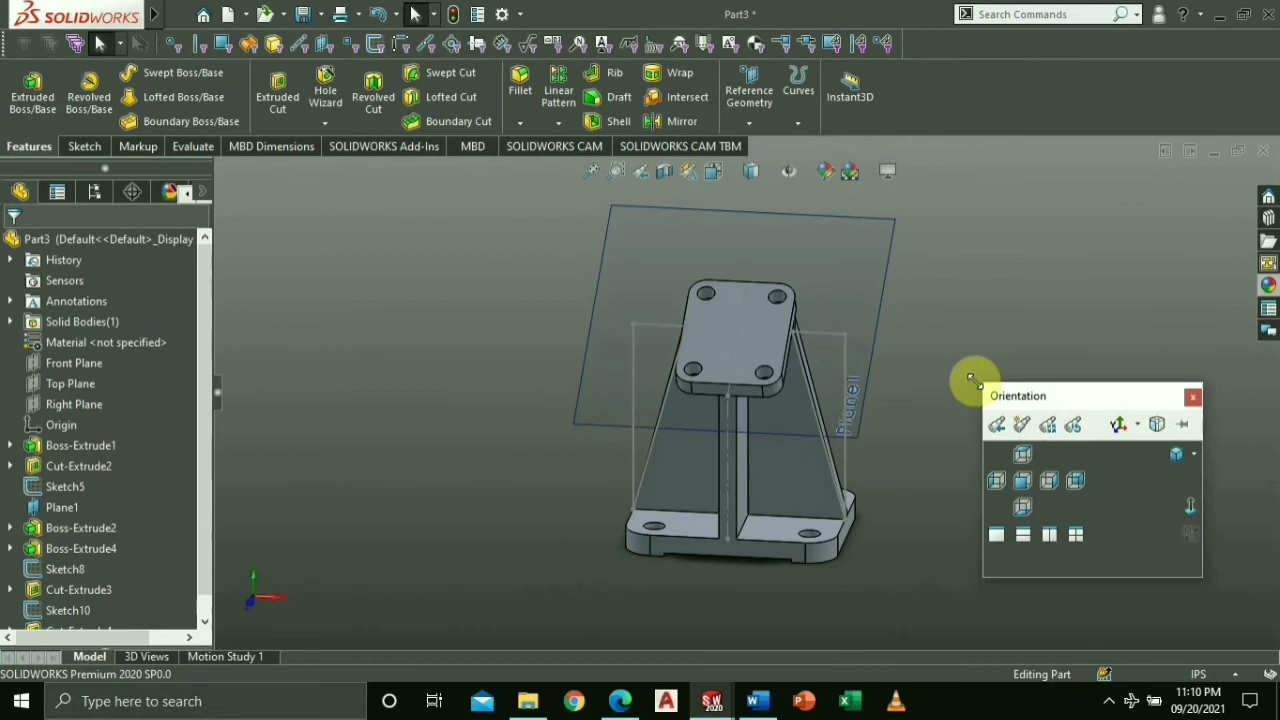 SOLIDWORKS
Part3 *
Search Commands
Extruded Boss/Base
Revolved Boss/Base
Swept Boss/Base
Lofted Boss/Base
Boundary Boss/Base
Extruded Cut
Hole Wizard
Revolved Cut
Swept Cut
Lofted Cut
Boundary Cut
Fillet
Linear Pattern
Rib
Draft
Shell
Wrap
Intersect
Mirror
Reference Geometry
Curves
Instant3D
Features Sketch Markup Evaluate MBD Dimensions SOLIDWORKS Add-Ins MBD SOLIDWORKS CAM SOLIDWORKS CAM TBM
Part3 (Default<<Default>_Display
History
Sensors
Annotations
Solid Bodies(1)
Material <not specified>
Front Plane
Top Plane
Right Plane
Origin
Boss-Extrude1
Cut-Extrude2
Sketch5
Plane1
Boss-Extrude2
Boss-Extrude4
Sketch8
Cut-Extrude3
Sketch10
Plane1
Orientation
Model 3D Views Motion Study 1
SOLIDWORKS Premium 2020 SP0.0
Editing Part
IPS
Type here to search
11:10 PM
09/20/2021